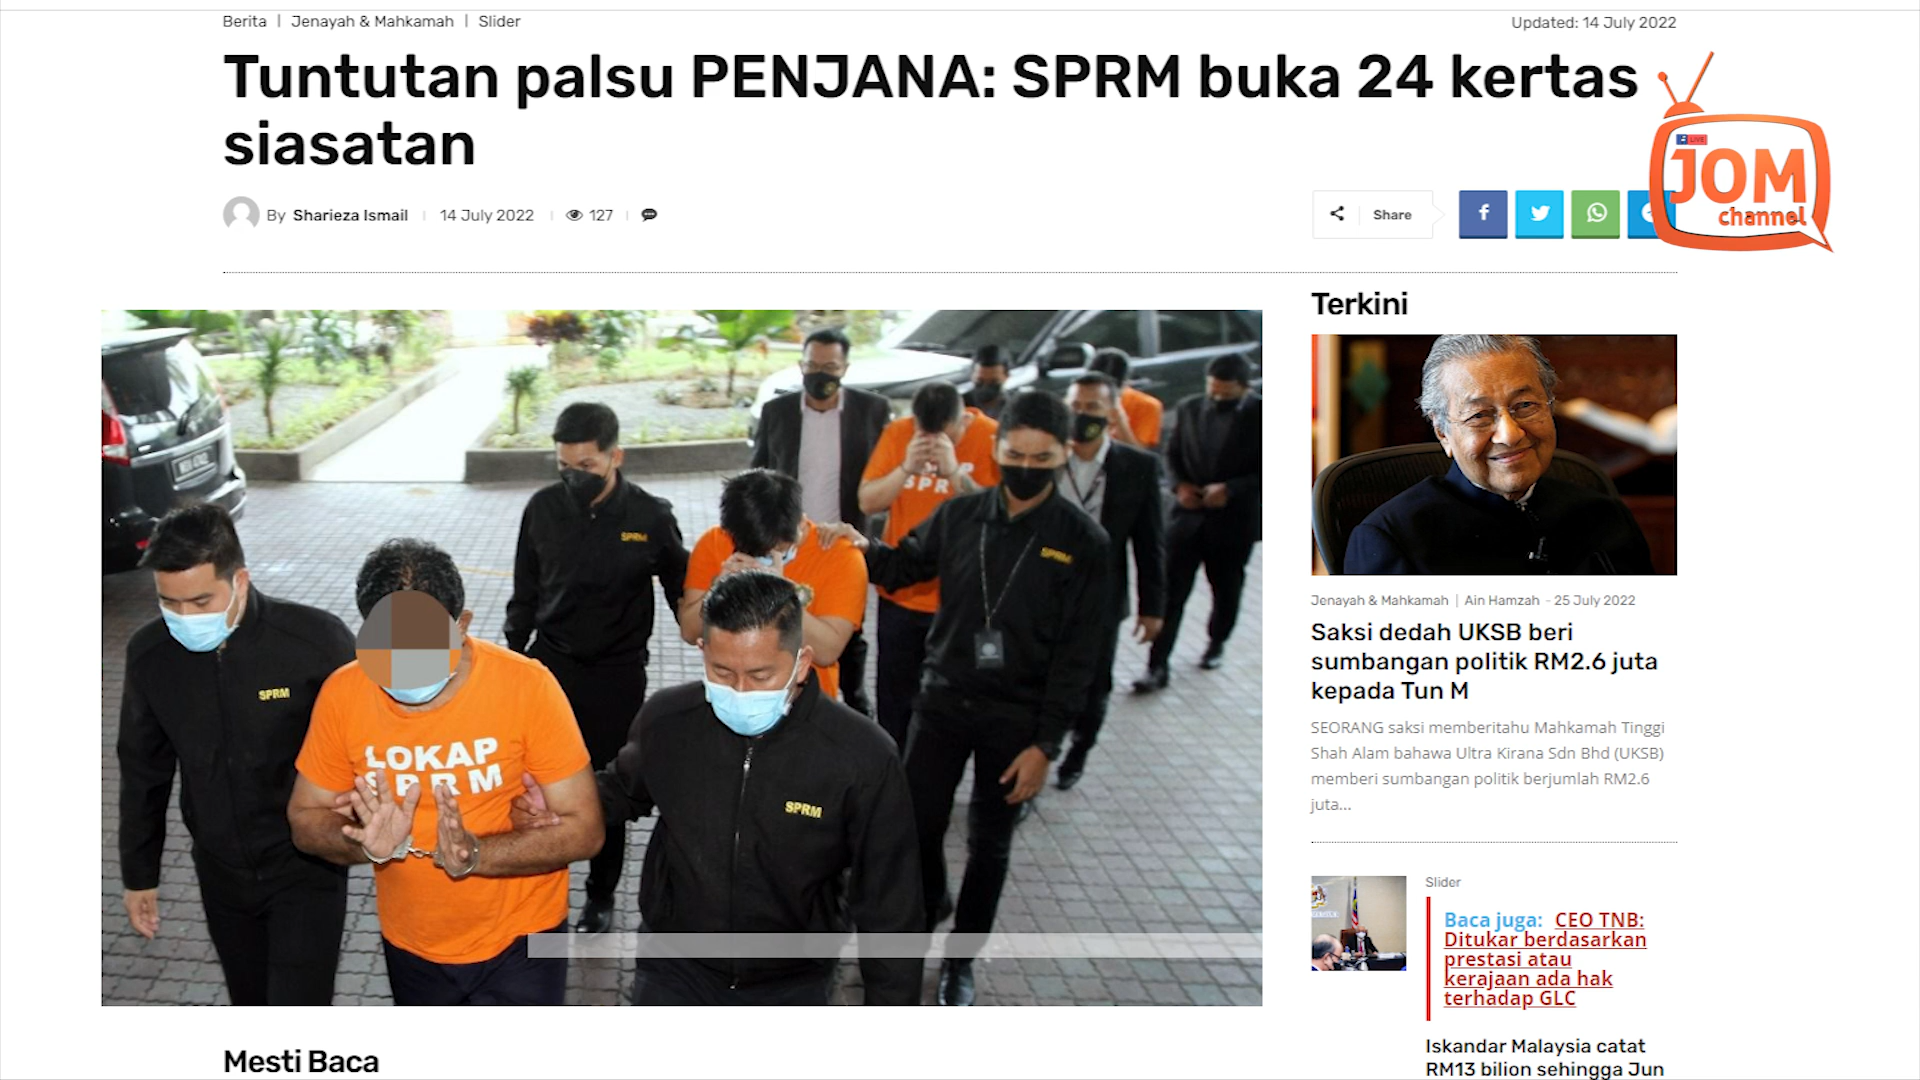 Berita | Jenayah & Mahkamah | Slider
Updated: 14 July 2022
Tuntutan palsu PENJANA: SPRM buka 24 kertas
siasatan
By Sharieza Ismail | 14 July 2022 | 127 |
Share
LIVE
JOM
channel
Terkini
SPRM
SPRM
SPRM
SPRM
LOKAP
SPRM
LOKAP
SPR
Jenayah & Mahkamah | Ain Hamzah - 25 July 2022
Saksi dedah UKSB beri
sumbangan politik RM2.6 juta
kepada Tun M
SEORANG saksi memberitahu Mahkamah Tinggi
Shah Alam bahawa Ultra Kirana Sdn Bhd (UKSB)
memberi sumbangan politik berjumlah RM2.6
juta...
Slider
Baca juga: CEO TNB:
Ditukar berdasarkan
prestasi atau
kerajaan ada hak
terhadap GLC
Iskandar Malaysia catat
RM13 bilion sehingga Jun
Mesti Baca